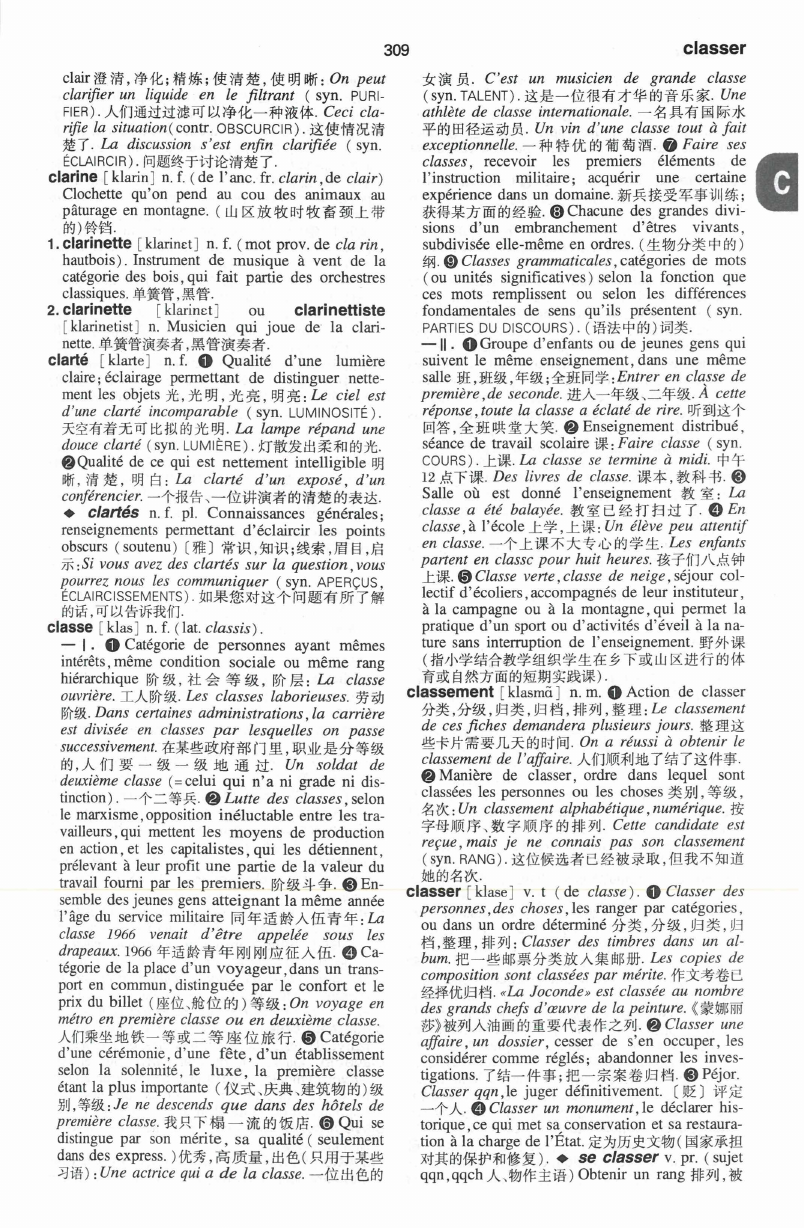 309
classer
clair 澄清,净化;精炼;使清楚,使明晰: On peut
clarifier un liquide en le filtrant ( syn. PURI-
FIER). 人们通过过滤可以净化一种液体. Ceci cla-
rifie la situation(contr. OBSCURCIR). 这使情况清
楚了. La discussion s'est enfin clarifiée ( syn.
ÉCLAIRCIR). 问题终于讨论清楚了.
clarine [klarin] n. f. (de l'anc. fr. clarin, de clair)
Clochette qu'on pend au cou des animaux au
pâturage en montagne. (山区放牧时牧畜颈上带
的)铃铛.
1. clarinette [klarinɛt] n. f. (mot prov. de cla rin,
hautbois). Instrument de musique à vent de la
catégorie des bois, qui fait partie des orchestres
classiques. 单簧管,黑管.
2. clarinette [klarinɛt] ou clarinettiste
[klarinetist] n. Musicien qui joue de la clari-
nette. 单簧管演奏者,黑管演奏者.
clarté [klarte] n. f. ❶ Qualité d'une lumière
claire; éclairage permettant de distinguer nette-
ment les objets 光,光明,光亮,明亮: Le ciel est
d'une clarté incomparable ( syn. LUMINOSITÉ).
天空有着无可比拟的光明. La lampe répand une
douce clarté (syn. LUMIÈRE). 灯散发出柔和的光.
❷Qualité de ce qui est nettement intelligible 明
晰, 清楚, 明白: La clarté d'un exposé, d'un
conférencier. 一个报告、一位讲演者的清楚的表达.
◆ clartés n. f. pl. Connaissances générales;
renseignements permettant d'éclaircir les points
obscurs (soutenu) 〔雅〕常识,知识;线索,眉目,启
示: Si vous avez des clartés sur la question, vous
pourrez nous les communiquer ( syn. APERÇUS,
ÉCLAIRCISSEMENTS). 如果您对这个问题有所了解
的话,可以告诉我们.
classe [klas] n. f. (lat. classis).
— I. ❶ Catégorie de personnes ayant mêmes
intérêts, même condition sociale ou même rang
hiérarchique 阶级, 社会等级, 阶层: La classe
ouvrière. 工人阶级. Les classes laborieuses. 劳动
阶级. Dans certaines administrations, la carrière
est divisée en classes par lesquelles on passe
successivement. 在某些政府部门里,职业是分等级
的, 人们要一级一级地通过. Un soldat de
deuxième classe (= celui qui n'a ni grade ni dis-
tinction). 一个二等兵. ❷ Lutte des classes, selon
le marxisme, opposition inéluctable entre les tra-
vailleurs, qui mettent les moyens de production
en action, et les capitalistes, qui les détiennent,
prélevant à leur profit une partie de la valeur du
travail fourni par les premiers. 阶级斗争. ❸ En-
semble des jeunes gens atteignant la même année
l'âge du service militaire 同年适龄入伍青年: La
classe 1966 venait d'être appelée sous les
drapeaux. 1966 年适龄青年刚刚应征入伍. ❹ Ca-
tégorie de la place d'un voyageur, dans un trans-
port en commun, distinguée par le confort et le
prix du billet (座位、舱位的)等级: On voyage en
métro en première classe ou en deuxième classe.
人们乘坐地铁一等或二等座位旅行. ❺ Catégorie
d'une cérémonie, d'une fête, d'un établissement
selon la solennité, le luxe, la première classe
étant la plus importante (仪式、庆典、建筑物的)级
别,等级: Je ne descends que dans des hôtels de
première classe. 我只下榻一流的饭店. ❻ Qui se
distingue par son mérite, sa qualité ( seulement
dans des express. )优秀,高质量,出色(只用于某些
习语): Une actrice qui a de la classe. 一位出色的
女演员. C'est un musicien de grande classe
(syn. TALENT). 这是一位很有才华的音乐家. Une
athlète de classe internationale. 一名具有国际水
平的田径运动员. Un vin d'une classe tout à fait
exceptionnelle. 一种特优的葡萄酒. ❼ Faire ses
classes, recevoir les premiers éléments de
l'instruction militaire; acquérir une certaine
expérience dans un domaine. 新兵接受军事训练;
获得某方面的经验. ❽ Chacune des grandes divi-
sions d'un embranchement d'êtres vivants,
subdivisée elle-même en ordres. (生物分类中的)
纲. ❾ Classes grammaticales, catégories de mots
(ou unités significatives) selon la fonction que
ces mots remplissent ou selon les différences
fondamentales de sens qu'ils présentent ( syn.
PARTIES DU DISCOURS). (语法中的)词类.
— II. ❶Groupe d'enfants ou de jeunes gens qui
suivent le même enseignement, dans une même
salle 班,班级,年级;全班同学: Entrer en classe de
première, de seconde. 进入一年级、二年级. À cette
réponse, toute la classe a éclaté de rire. 听到这个
回答,全班哄堂大笑. ❷ Enseignement distribué,
séance de travail scolaire 课: Faire classe ( syn.
COURS). 上课. La classe se termine à midi. 中午
12 点下课. Des livres de classe. 课本,教科书. ❸
Salle où est donné l'enseignement 教室: La
classe a été balayée. 教室已经打扫过了. ❹ En
classe, à l'école 上学,上课: Un élève peu attentif
en classe. 一个上课不大专心的学生. Les enfants
partent en classc pour huit heures. 孩子们八点钟
上课. ❺ Classe verte, classe de neige, séjour col-
lectif d'écoliers, accompagnés de leur instituteur,
à la campagne ou à la montagne, qui permet la
pratique d'un sport ou d'activités d'éveil à la na-
ture sans interruption de l'enseignement. 野外课
(指小学结合教学组织学生在乡下或山区进行的体
育或自然方面的短期实践课).
classement [klasmɑ̃] n. m. ❶ Action de classer
分类,分级,归类,归档,排列,整理: Le classement
de ces fiches demandera plusieurs jours. 整理这
些卡片需要几天的时间. On a réussi à obtenir le
classement de l'affaire. 人们顺利地了结了这件事.
❷ Manière de classer, ordre dans lequel sont
classées les personnes ou les choses 类别,等级,
名次: Un classement alphabétique, numérique. 按
字母顺序、数字顺序的排列. Cette candidate est
reçue, mais je ne connais pas son classement
(syn. RANG). 这位候选者已经被录取,但我不知道
她的名次.
classer [klase] v. t (de classe). ❶ Classer des
personnes, des choses, les ranger par catégories,
ou dans un ordre déterminé 分类,分级,归类,归
档,整理,排列: Classer des timbres dans un al-
bum. 把一些邮票分类放入集邮册. Les copies de
composition sont classées par mérite. 作文考卷已
经择优归档. «La Joconde» est classée au nombre
des grands chefs d'œuvre de la peinture.《蒙娜丽
莎》被列入油画的重要代表作之列. ❷ Classer une
affaire, un dossier, cesser de s'en occuper, les
considérer comme réglés; abandonner les inves-
tigations. 了结一件事;把一宗案卷归档. ❸ Péjor.
Classer qqn, le juger définitivement. 〔贬〕评定
一个人. ❹ Classer un monument, le déclarer his-
torique, ce qui met sa conservation et sa restaura-
tion à la charge de l'État. 定为历史文物(国家承担
对其的保护和修复). ◆ se classer v. pr. (sujet
qqn, qqch 人、物作主语) Obtenir un rang 排列,被
C